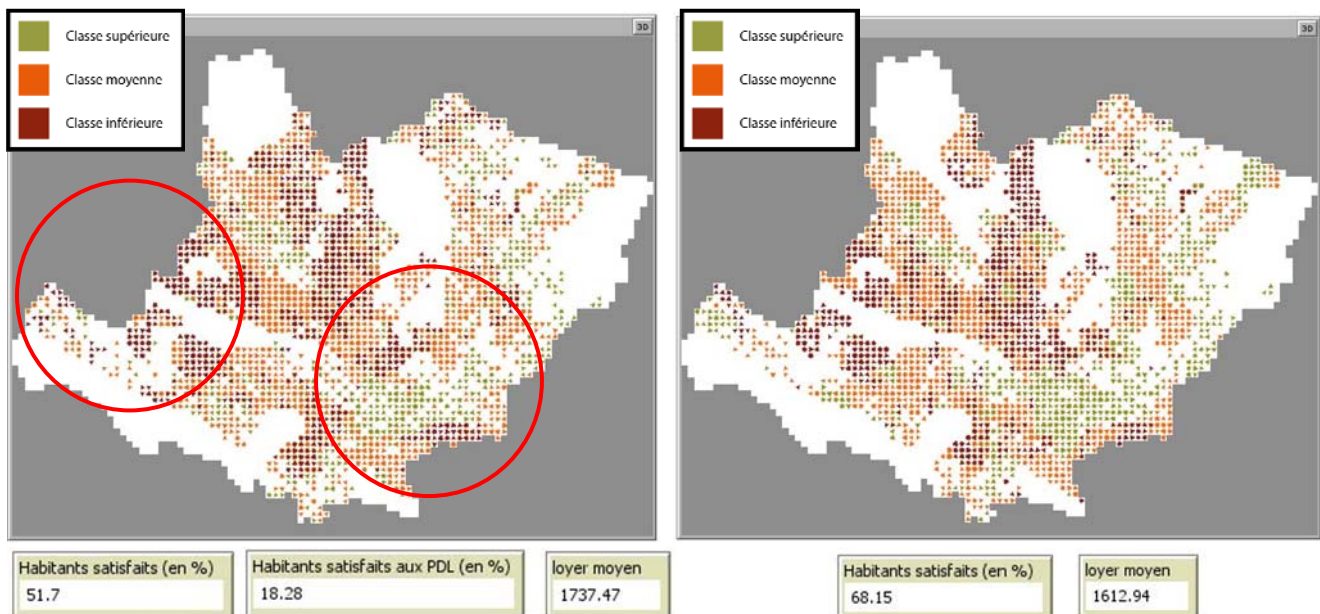 Classe supérieure
Classe moyenne
Classe inférieure
3D
Classe supérieure
Classe moyenne
Classe inférieure
3D
Habitants satisfaits (en %)
51.7
Habitants satisfaits aux PDL (en %)
18.28
loyer moyen
1737.47
Habitants satisfaits (en %)
68.15
loyer moyen
1612.94